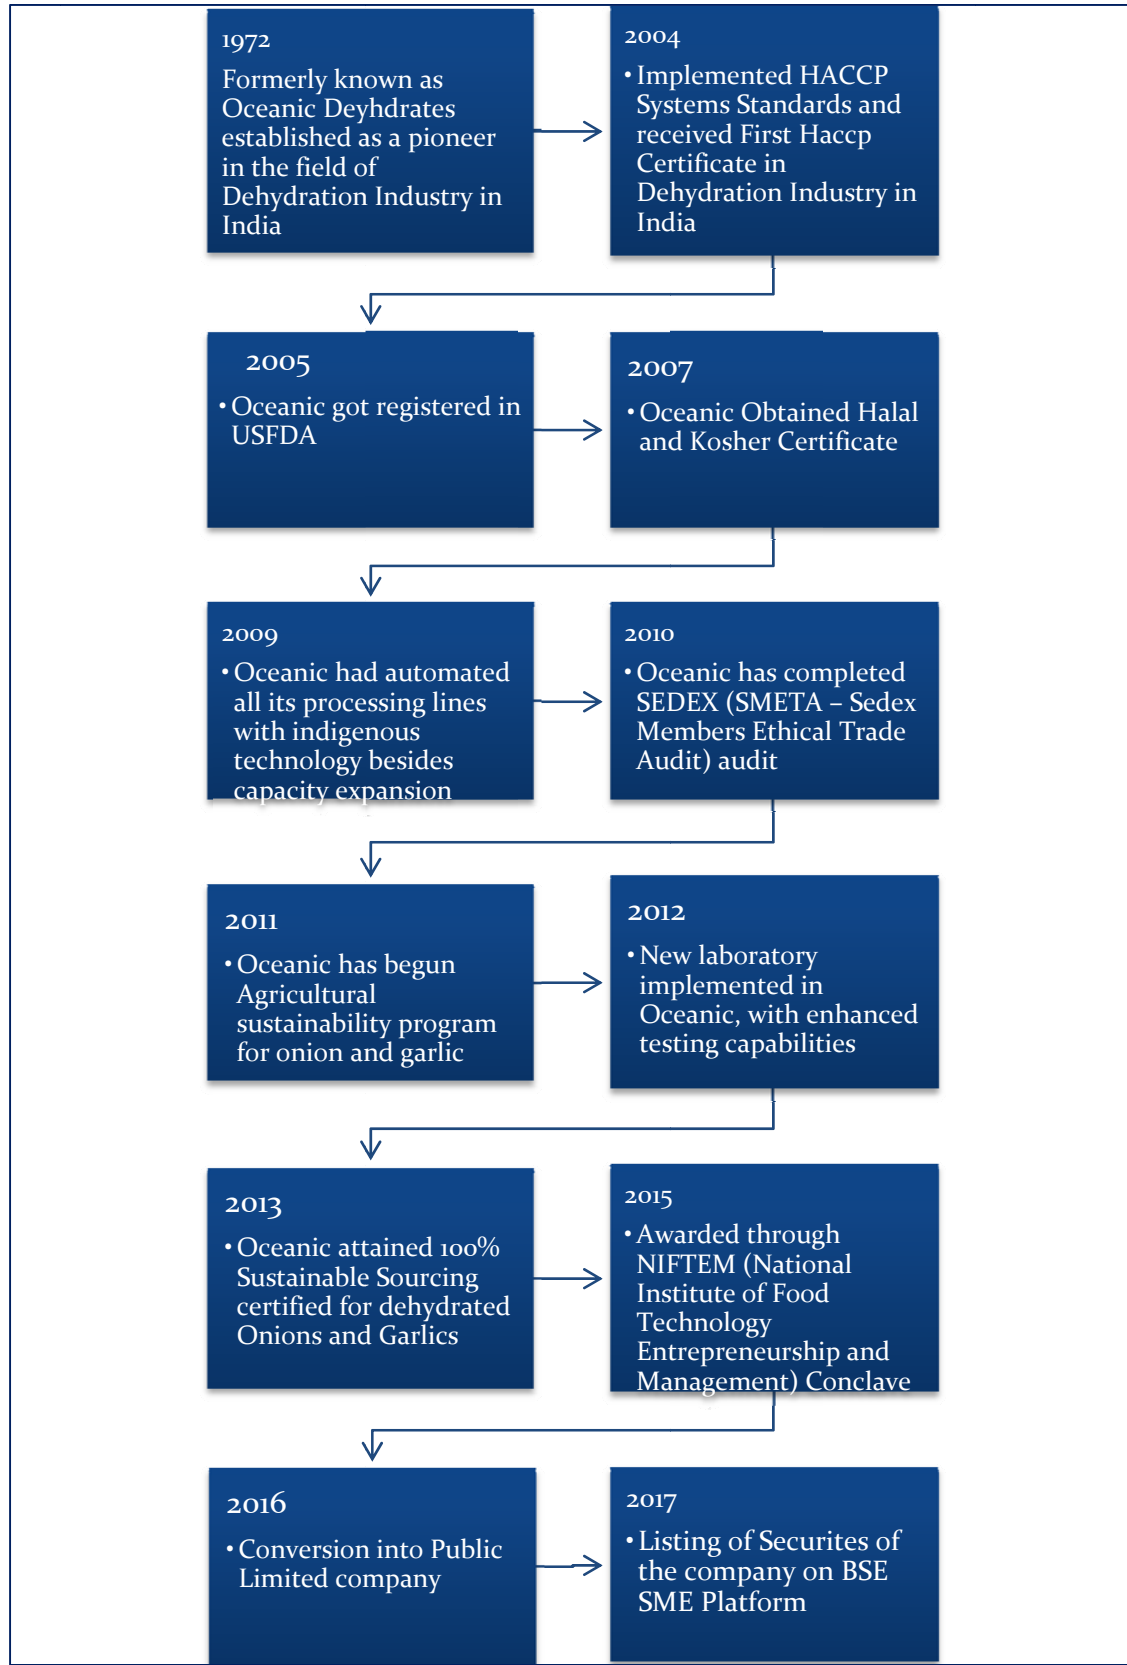 1972
Formerly known as
Oceanic Deyhdrates
established as a pioneer
in the field of
Dehydration Industry in
India
2004
• Implemented HACCP
Systems Standards and
received First Haccp
Certificate in
Dehydration Industry in
India
2005
• Oceanic got registered in
USFDA
2007
• Oceanic Obtained Halal
and Kosher Certificate
2009
• Oceanic had automated
all its processing lines
with indigenous
technology besides
capacity expansion
2010
• Oceanic has completed
SEDEX (SMETA – Sedex
Members Ethical Trade
Audit) audit
2011
• Oceanic has begun
Agricultural
sustainability program
for onion and garlic
2012
• New laboratory
implemented in
Oceanic, with enhanced
testing capabilities
2013
• Oceanic attained 100%
Sustainable Sourcing
certified for dehydrated
Onions and Garlics
2015
• Awarded through
NIFTEM (National
Institute of Food
Technology
Entrepreneurship and
Management) Conclave
2016
• Conversion into Public
Limited company
2017
• Listing of Securites of
the company on BSE
SME Platform